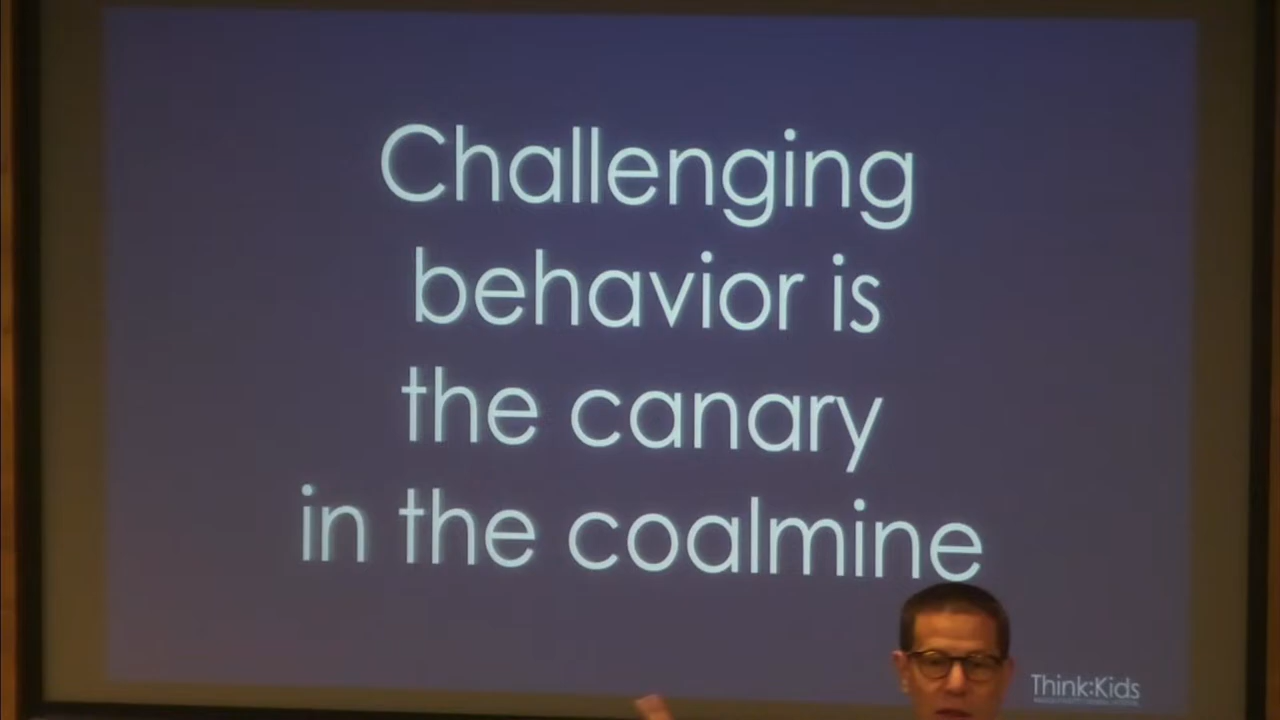 Challenging
behavior is
the canary
in the coalmine
Think:Kids